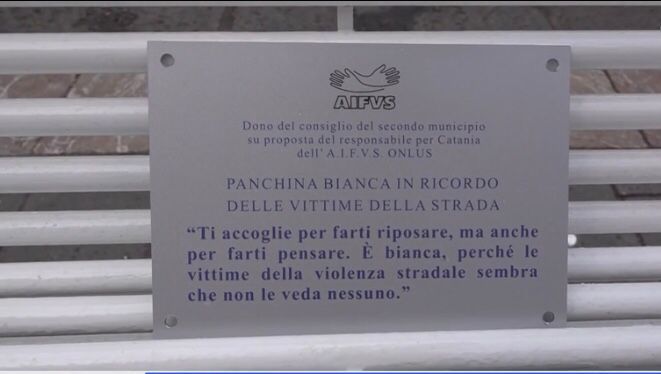 AIFVS
Dono del consiglio del secondo municipio
su proposta del responsabile per Catania
dell' A.I.F.V.S. ONLUS
PANCHINA BIANCA IN RICORDO
DELLE VITTIME DELLA STRADA
“Ti accoglie per farti riposare, ma anche
per farti pensare. È bianca, perché le
vittime della violenza stradale sembra
che non le veda nessuno.”